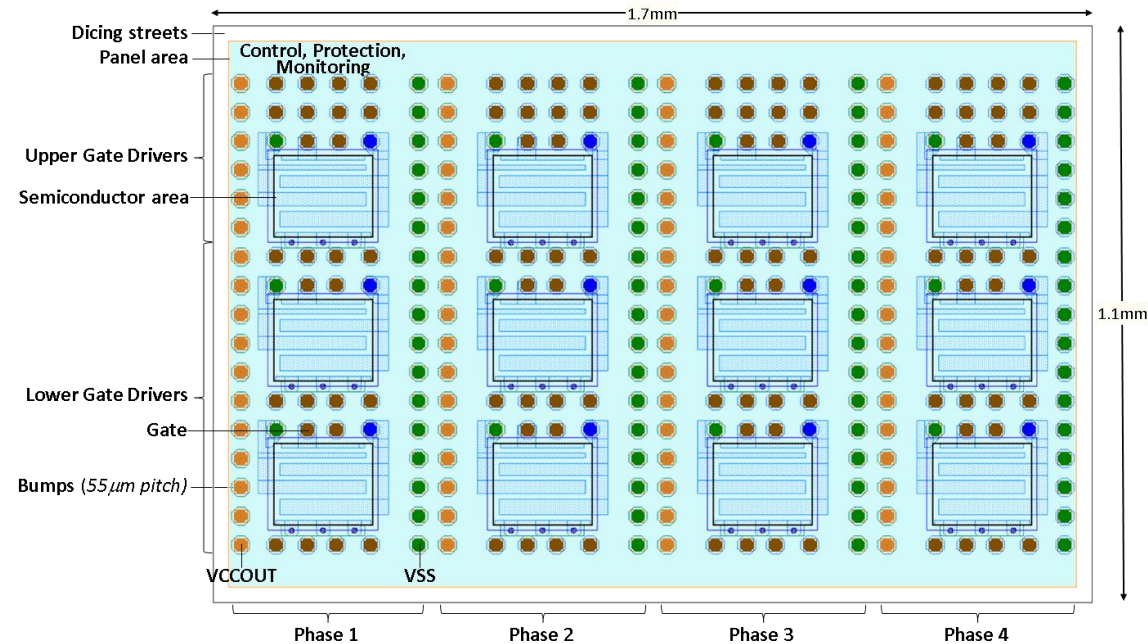 1.7mm
Dicing streets
Panel area
Control, Protection,
Monitoring
Upper Gate Drivers
Semiconductor area
1.1mm
Lower Gate Drivers
Gate
Bumps (55μm pitch)
VCCOUT
VSS
Phase 1
Phase 2
Phase 3
Phase 4